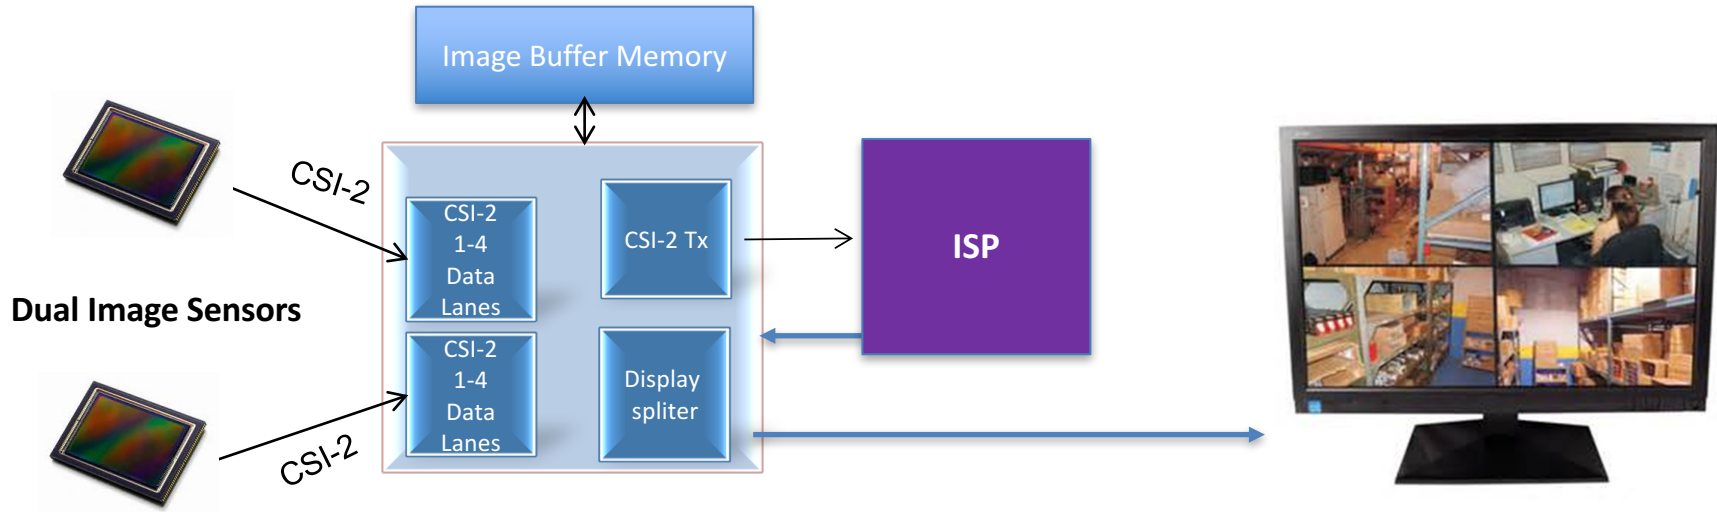 Image Buffer Memory
CSI-2
CSI-2
1-4
Data
Lanes
CSI-2 Tx
ISP
Dual Image Sensors
CSI-2
1-4
Data
Lanes
Display
spliter
CSI-2